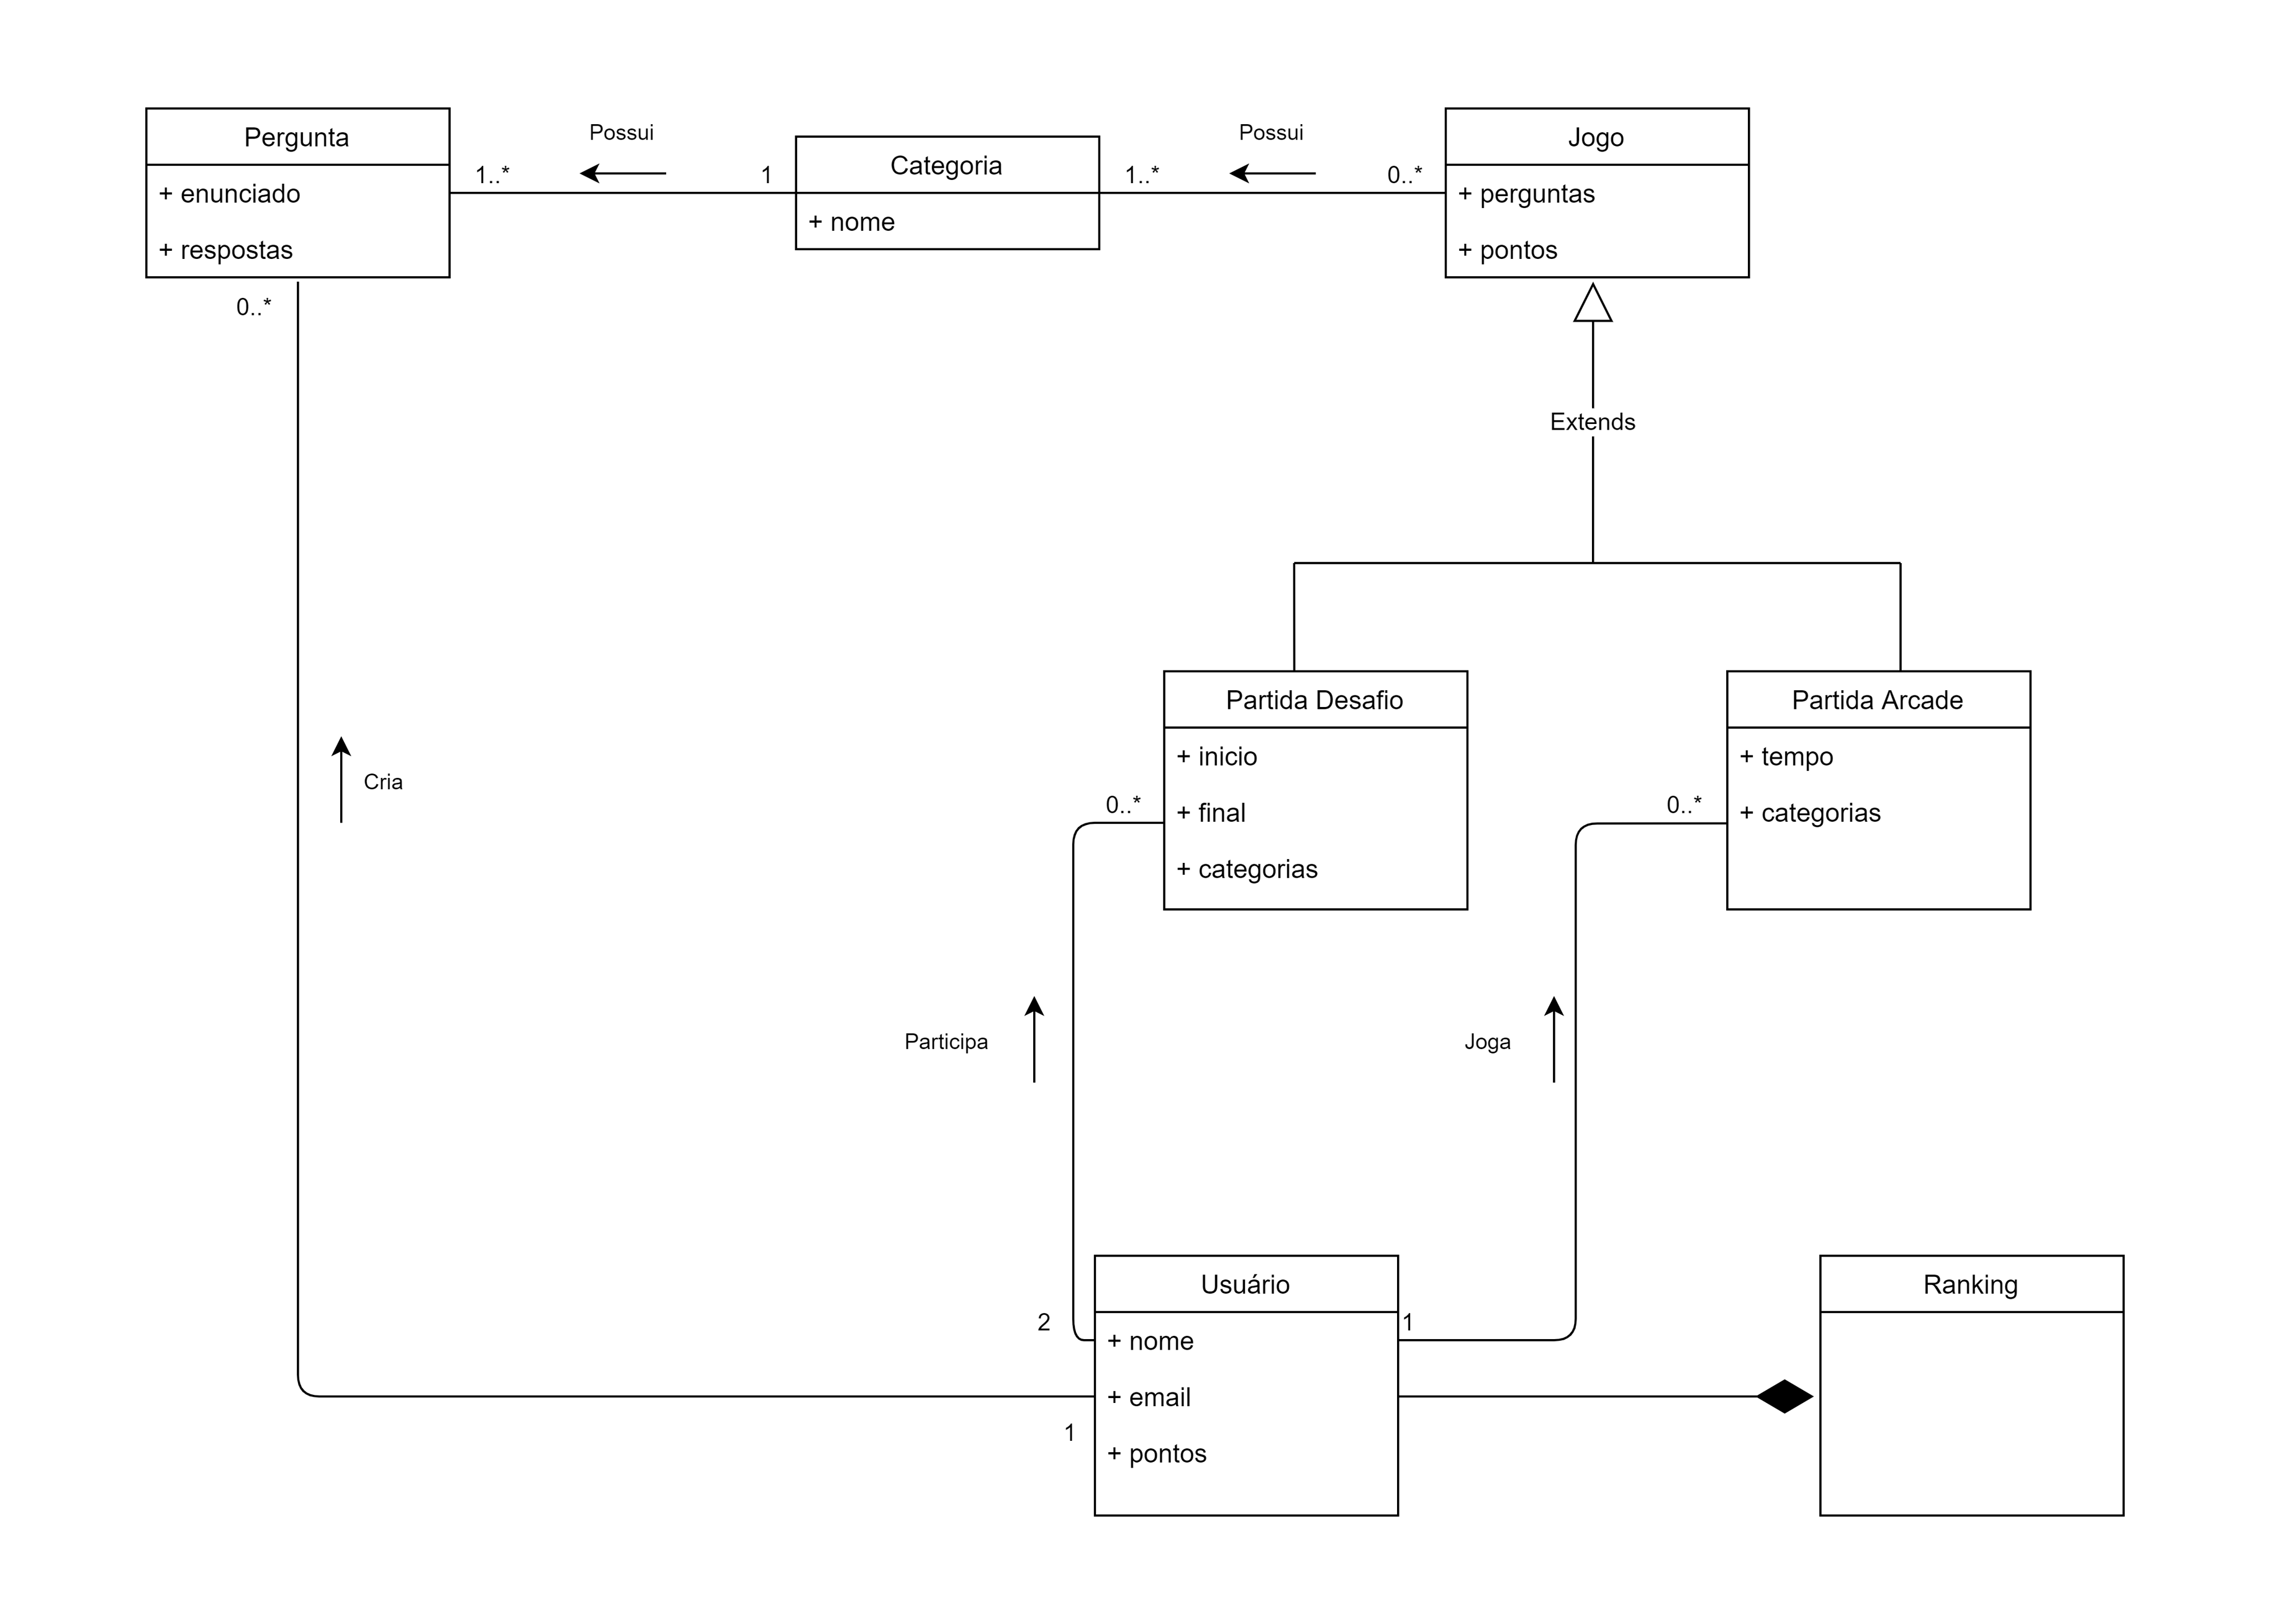 Pergunta
+ enunciado
+ respostas
1..*
Possui
1
Categoria
+ nome
1..*
Possui
0..*
Jogo
+ perguntas
+ pontos
0..*
Extends
Cria
Partida Desafio
+ inicio
+ final
+ categorias
0..*
Partida Arcade
+ tempo
+ categorias
0..*
Participa
Joga
2
1
1
Usuário
+ nome
+ email
+ pontos
Ranking